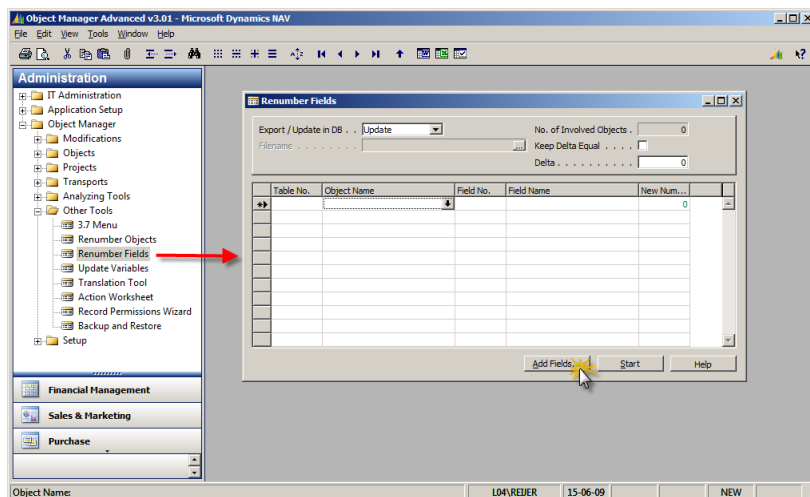 Object Manager Advanced v3.01 - Microsoft Dynamics NAV
File Edit View Tools Window Help
Administration
IT Administration
Application Setup
Object Manager
Modifications
Objects
Projects
Transports
Analyzing Tools
Other Tools
3.7 Menu
Renumber Objects
Renumber Fields
Update Variables
Translation Tool
Action Worksheet
Record Permissions Wizard
Backup and Restore
Setup
Financial Management
Sales & Marketing
Purchase
Renumber Fields
Export / Update in DB . . Update No. of Involved Objects . 0
Filename . . . . . . . . ... Keep Delta Equal . . . .
Delta . . . . . . . . . . 0
Table No. Object Name Field No. Field Name New Num...
0
Add Fields... Start Help
Object Name: L04\REIJER 15-06-09 NEW